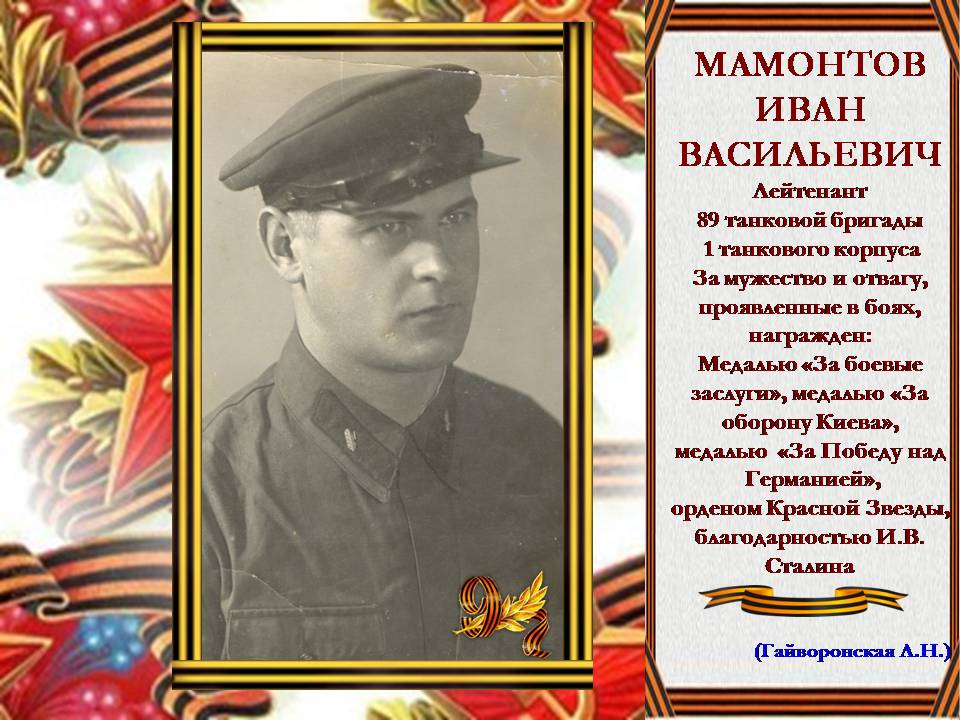 МАМОНТОВ
ИВАН
ВАСИЛЬЕВИЧ
Лейтенант
89 танковой бригады
1 танкового корпуса
За мужество и отвагу,
проявленные в боях,
награжден:
Медалью «За боевые
заслуги», медалью «За
оборону Киева»,
медалью «За Победу над
Германией»,
орденом Красной Звезды,
благодарностью И.В.
Сталина
(Гайворонская А.Н.)